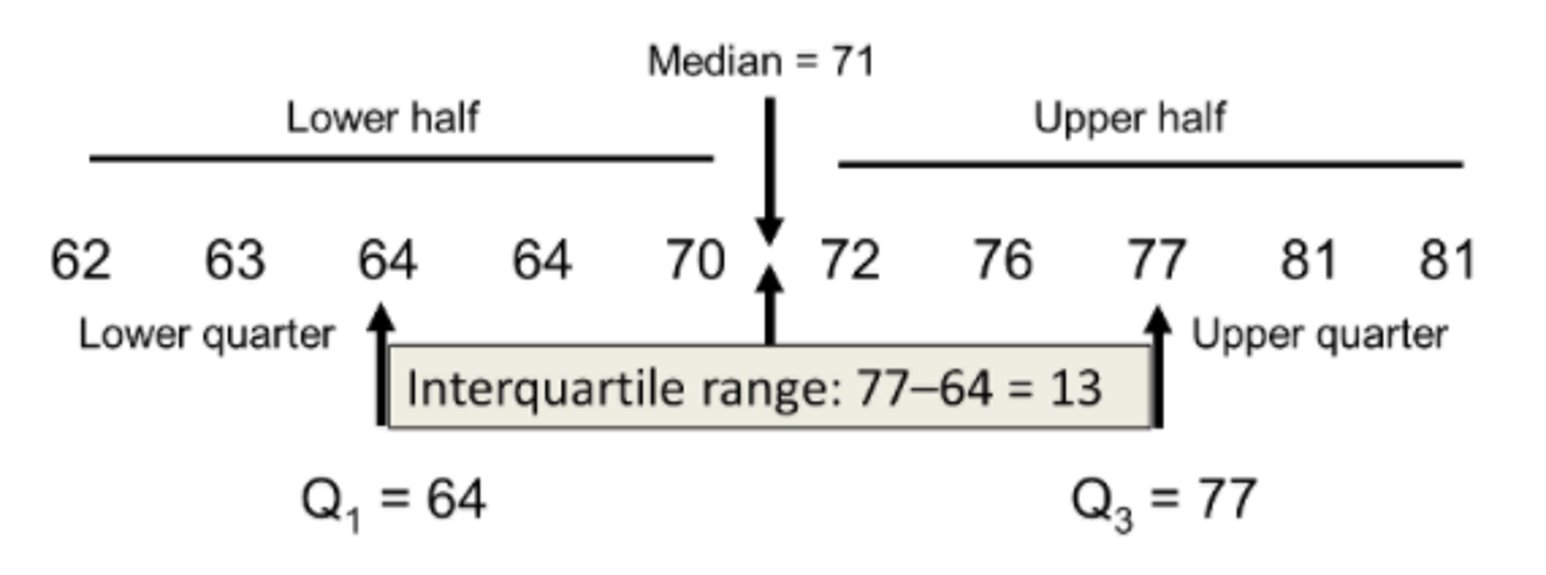 Median = 71
Lower half
Upper half
62 63 64 64 70 72 76 77 81 81
Lower quarter
Upper quarter
Interquartile range: 77–64 = 13
Q1 = 64
Q3 = 77